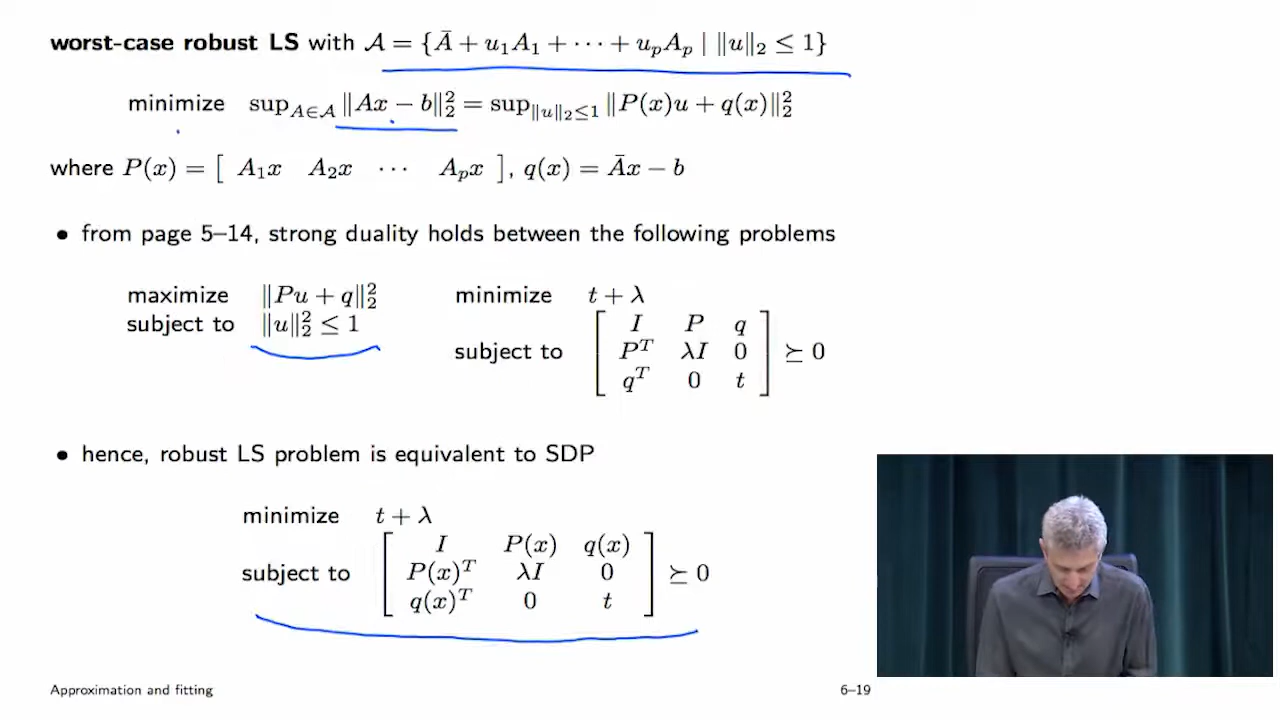 worst-case robust LS with 𝒜 = {Ā + u₁A₁ + ⋯ + uₚAₚ | ‖u‖₂ ≤ 1}
minimize sup_{A∈𝒜} ‖Ax − b‖₂² = sup_{‖u‖₂≤1} ‖P(x)u + q(x)‖₂²
where P(x) = [ A₁x A₂x ⋯ Aₚx ], q(x) = Āx − b
• from page 5–14, strong duality holds between the following problems
maximize ‖Pu + q‖₂²
subject to ‖u‖₂² ≤ 1
minimize t + λ
subject to [ I P q
Pᵀ λI 0
qᵀ 0 t ] ⪰ 0
• hence, robust LS problem is equivalent to SDP
minimize t + λ
subject to [ I P(x) q(x)
P(x)ᵀ λI 0
q(x)ᵀ 0 t ] ⪰ 0
Approximation and fitting 6–19